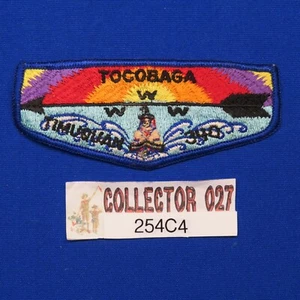 TOCOBAGA
W
W W
TIMUQUAN 340
COLLECTOR 027
254C4